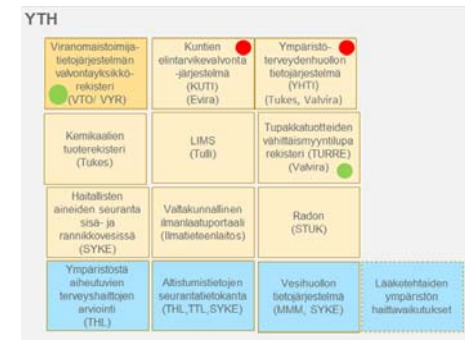 YTH
Viranomaistoimija-
tietojärjestelmän
valvontayksikkö-
rekisteri
(VTO/ VYR)
Kuntien
elintarvikevalvonta
-järjestelmä
(KUTI)
(Evira)
Ympäristö-
terveydenhuollon
tietojärjestelmä
(YHTI)
(Tukes, Valvira)
Kemikaalien
tuoterekisteri
(Tukes)
LIMS
(Tulli)
Tupakkatuotteiden
vähittäismyyntilupa
rekisteri (TURRE)
(Valvira)
Haitallisten
aineiden seuranta
sisä- ja
rannikkovesissä
(SYKE)
Valtakunnallinen
ilmanlaatuportaali
(Ilmatieteenlaitos)
Radon
(STUK)
Ympäristöstä
aiheutuvien
terveyshaittojen
arviointi
(THL)
Altistumistietojen
seurantatietokanta
(THL,TTL,SYKE)
Vesihuollon
tietojärjestelmä
(MMM, SYKE)
Lääketehtaiden
ympäristön
haittavaikutukset